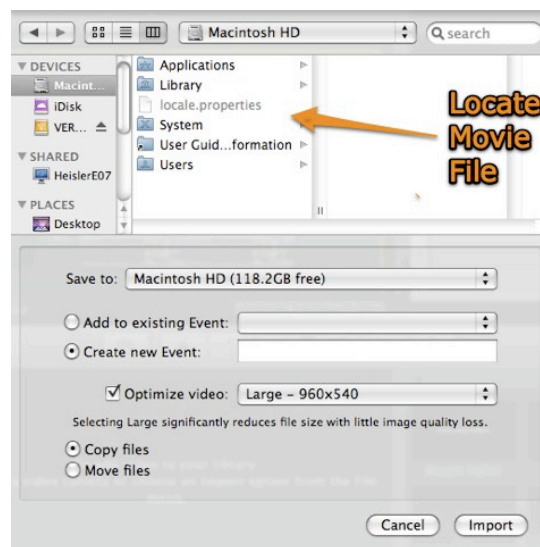 Macintosh HD
search
DEVICES
Macint...
iDisk
VER...
SHARED
HeislerE07
PLACES
Desktop
Applications
Library
locale.properties
System
User Guid...formation
Users
Locate
Movie
File
Save to: Macintosh HD (118.2GB free)
Add to existing Event:
Create new Event:
Optimize video: Large – 960x540
Selecting Large significantly reduces file size with little image quality loss.
Copy files
Move files
Cancel Import